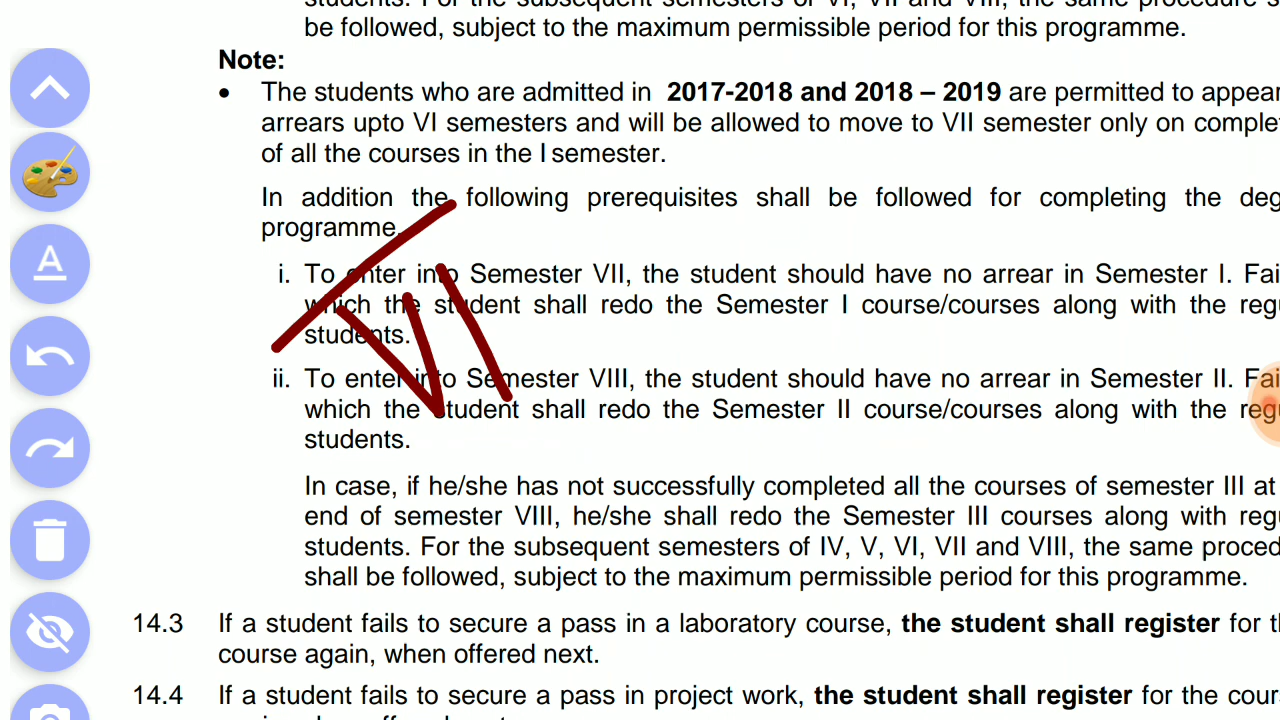 be followed, subject to the maximum permissible period for this programme.
Note:
• The students who are admitted in 2017-2018 and 2018 – 2019 are permitted to appear
arrears upto VI semesters and will be allowed to move to VII semester only on
of all the courses in the I semester.
In addition the following prerequisites shall be followed for completing the
programme.
i. To enter into Semester VII, the student should have no arrear in Semester I.
which the student shall redo the Semester I course/courses along with the
students.
ii. To enter into Semester VIII, the student should have no arrear in Semester II.
which the student shall redo the Semester II course/courses along with the
students.
In case, if he/she has not successfully completed all the courses of semester III at
end of semester VIII, he/she shall redo the Semester III courses along with
students. For the subsequent semesters of IV, V, VI, VII and VIII, the same
shall be followed, subject to the maximum permissible period for this programme.
14.3 If a student fails to secure a pass in a laboratory course, the student shall register for
course again, when offered next.
14.4 If a student fails to secure a pass in project work, the student shall register for the
A